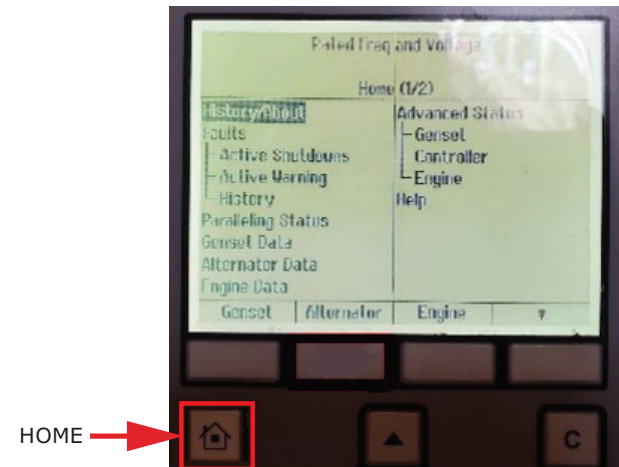 Rated Freq and Voltage
Home (1/2)
History/About
Faults
Active Shutdowns
Active Warning
History
Paralleling Status
Genset Data
Alternator Data
Engine Data
Advanced Status
Genset
Controller
Engine
Help
Genset Alternator Engine ▼
HOME
▲ C